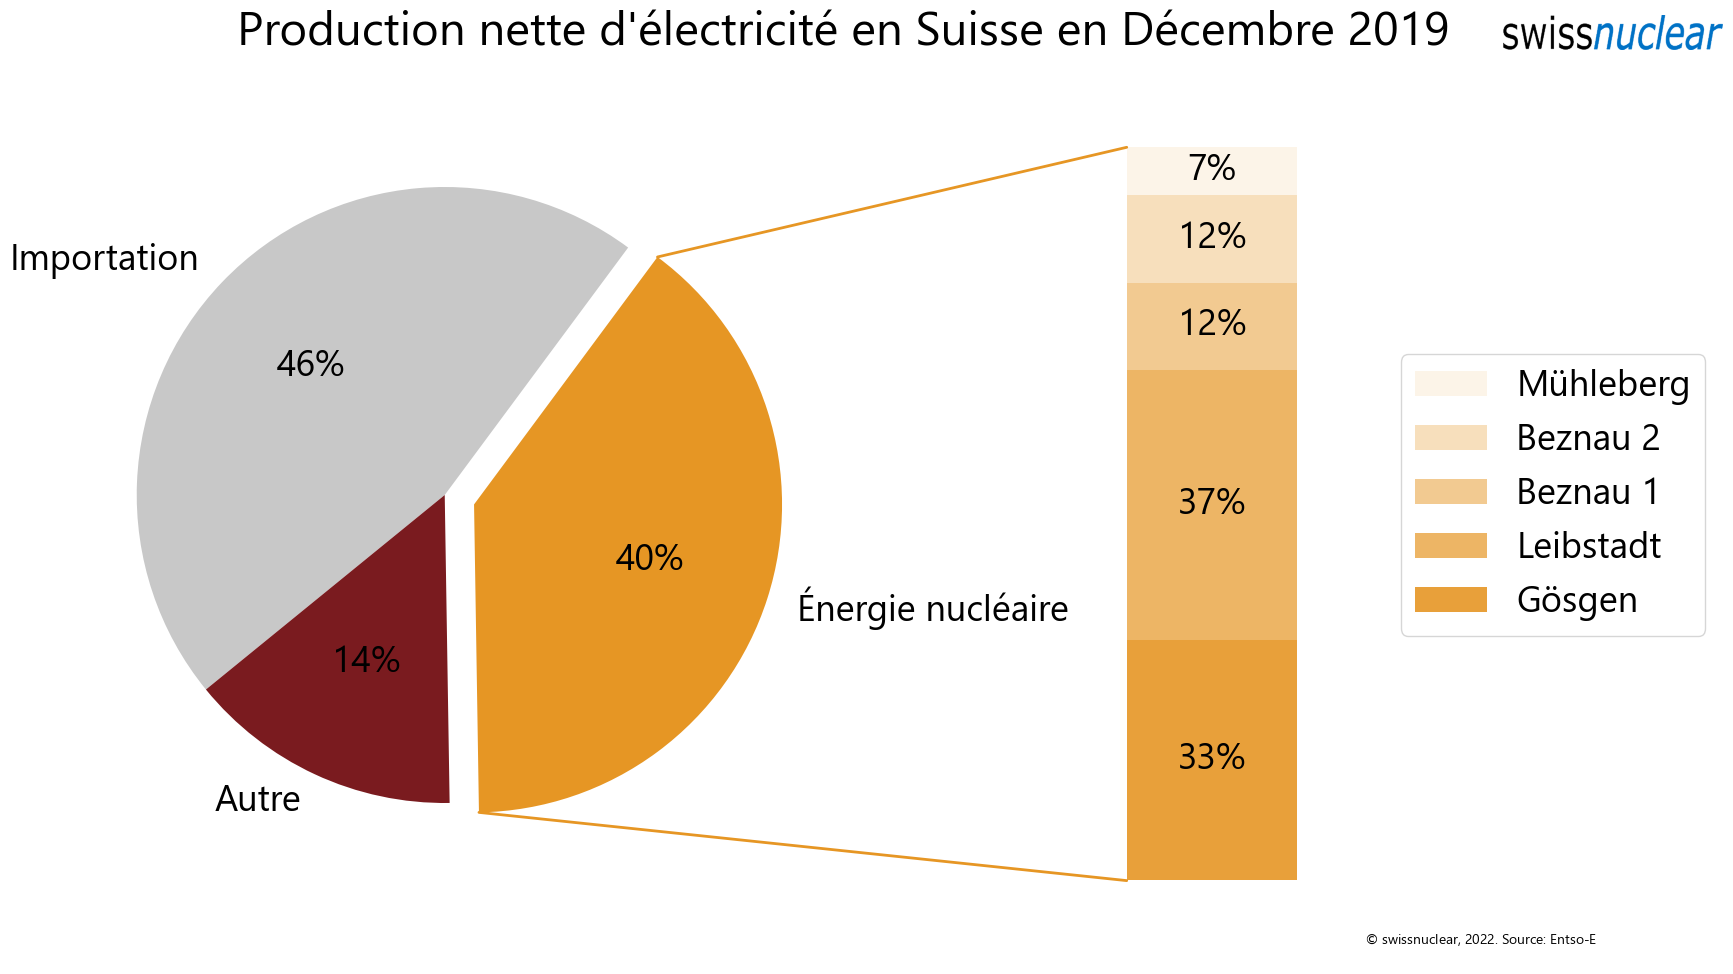 Production nette d'électricité en Suisse en Décembre 2019
swissnuclear
Importation
46%
14%
Autre
40%
Énergie nucléaire
7%
12%
12%
37%
33%
Mühleberg
Beznau 2
Beznau 1
Leibstadt
Gösgen
© swissnuclear, 2022. Source: Entso-E